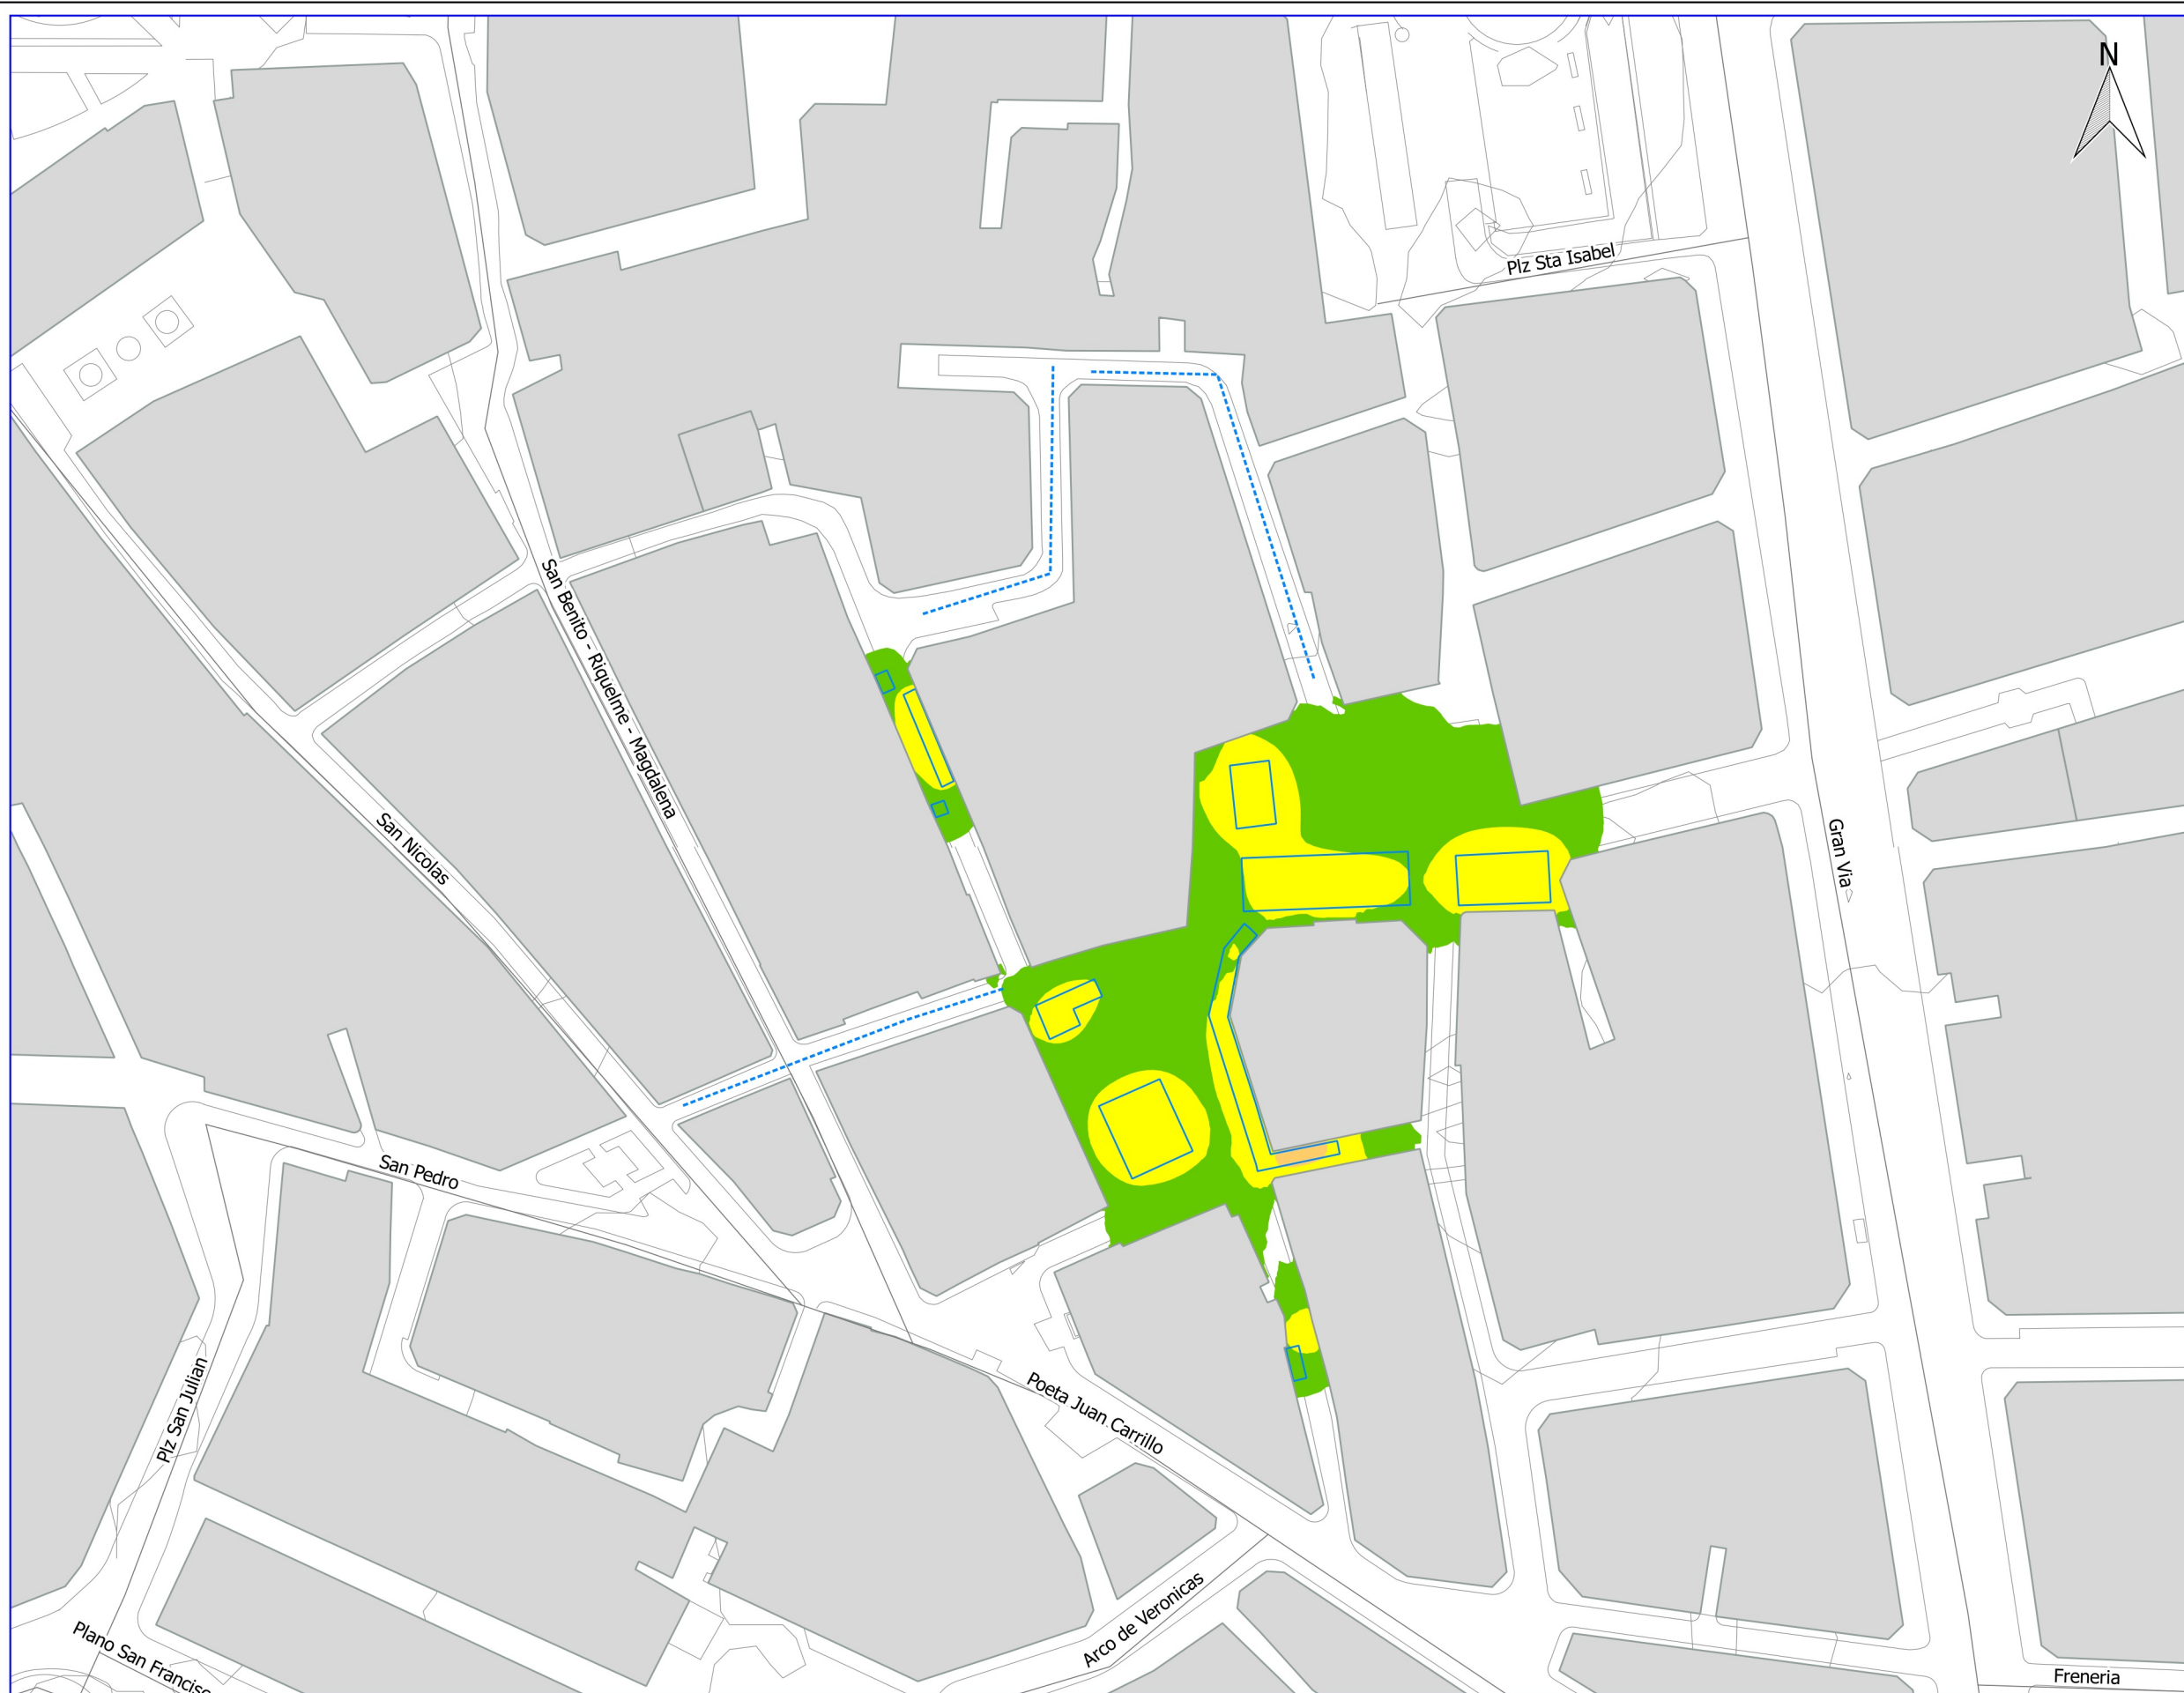 N
Plz Sta Isabel
San Benito - Riquelme - Magdalena
San Nicolas
Gran Via
San Pedro
Plz San Julian
Poeta Juan Carrillo
Arco de Veronicas
Plano San Francisc
Freneria